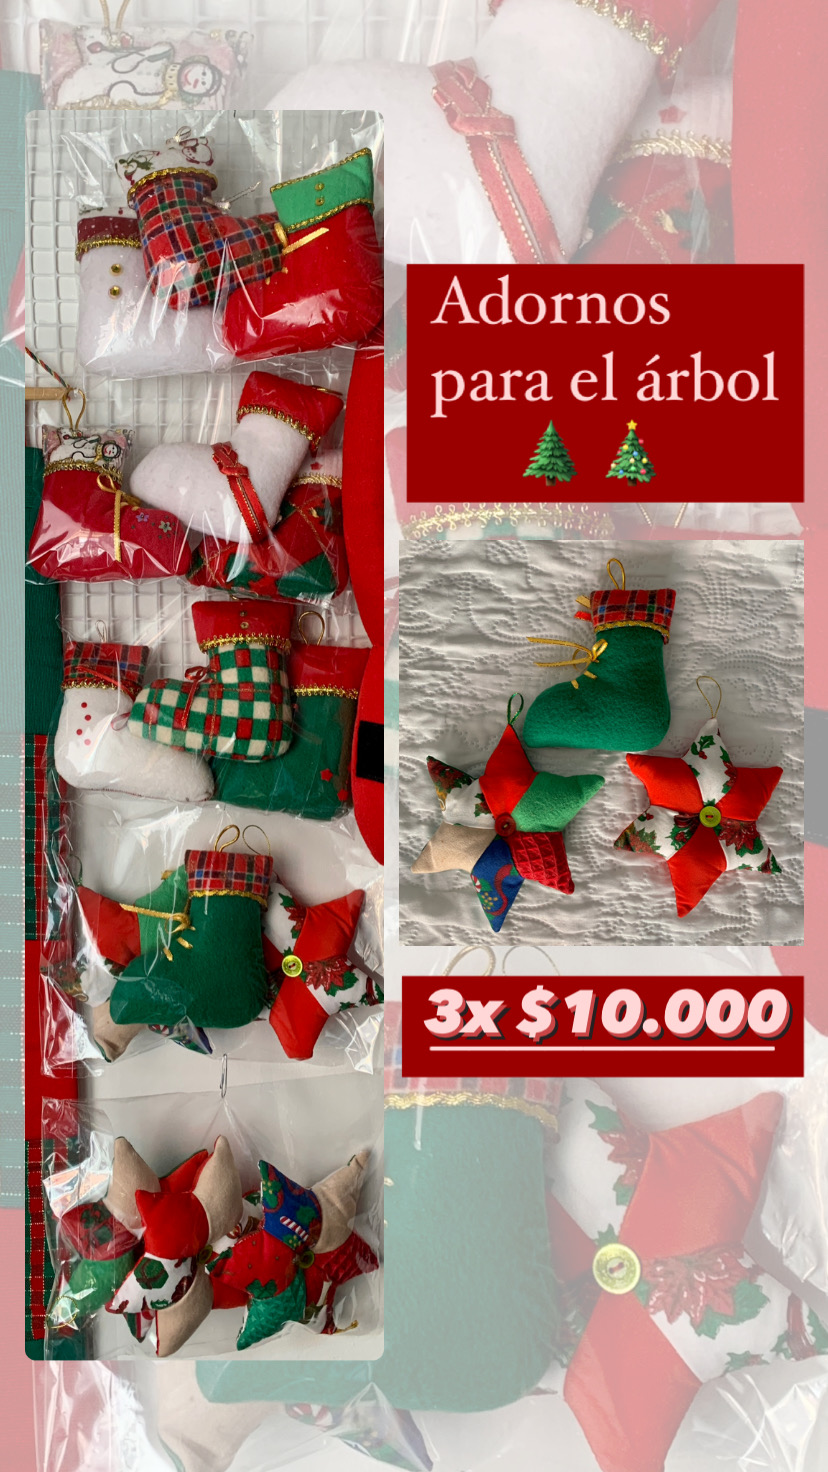 Adornos
para el árbol
🌲 🎄
3x $10.000